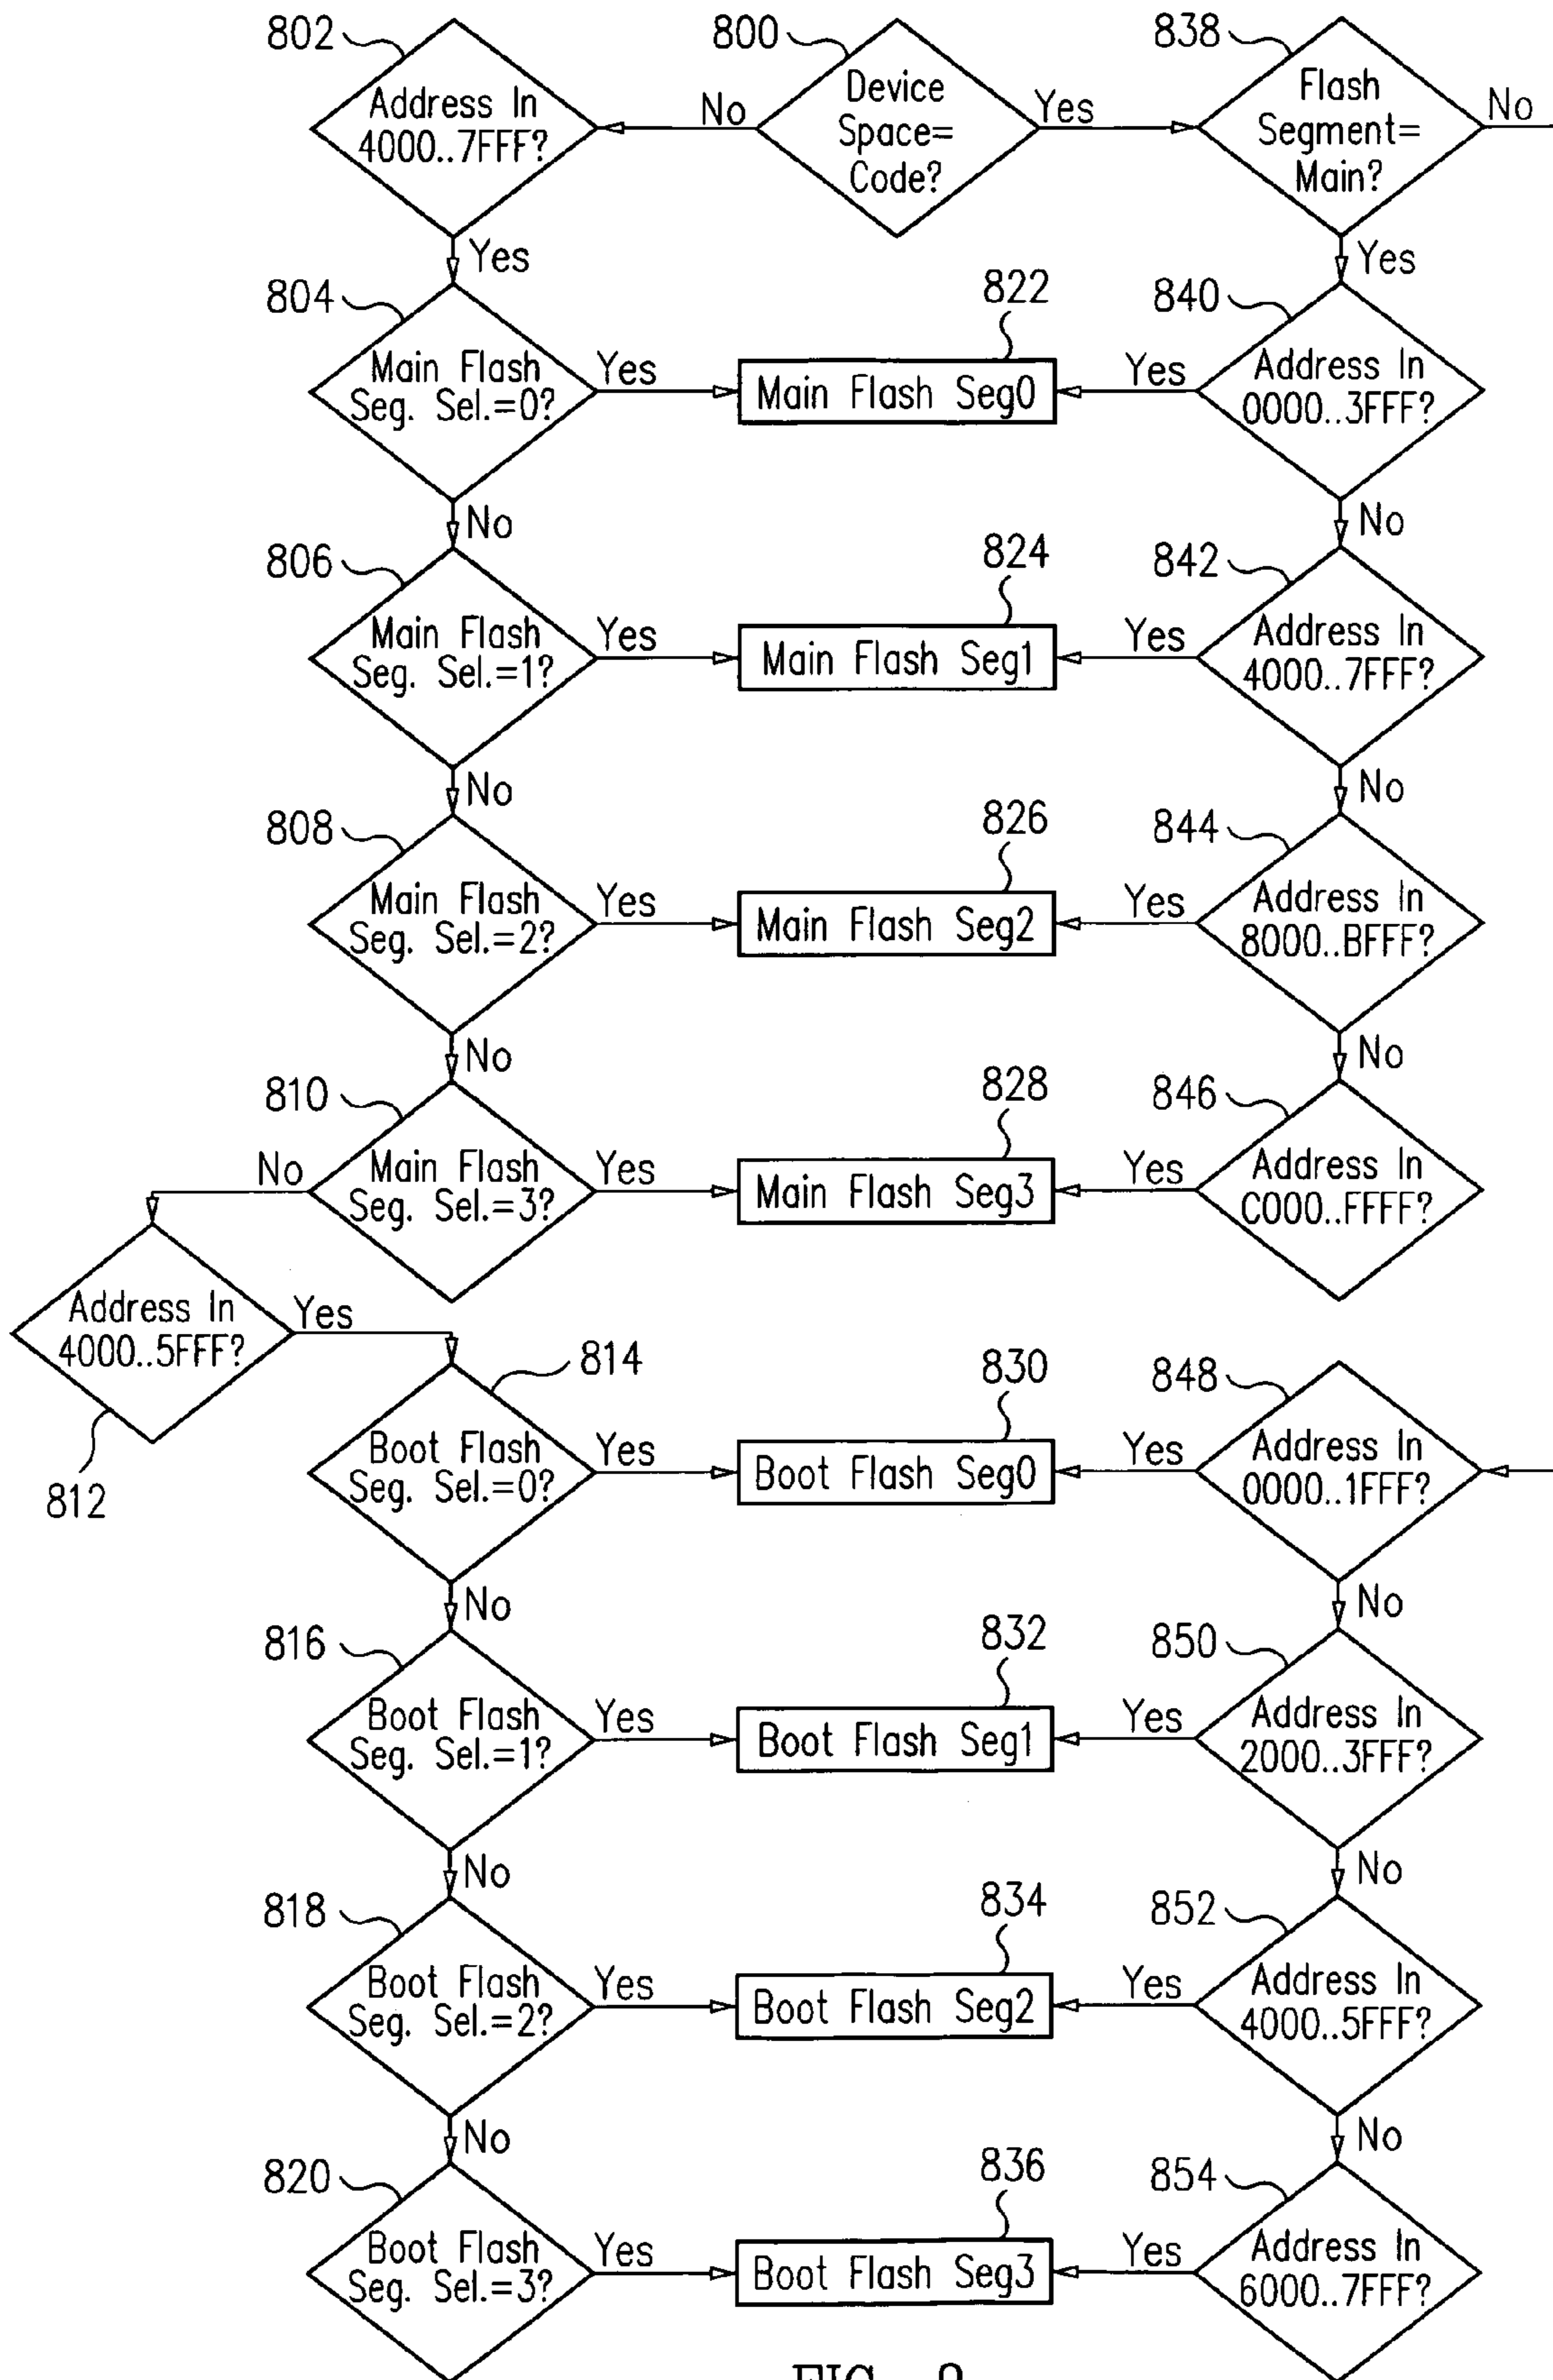 802
800
838
Address In
4000..7FFF?
No
Device
Space=
Code?
Yes
Flash
Segment=
Main?
No
Yes
Yes
804
822
840
Main Flash
Seg. Sel.=0?
Yes
Main Flash Seg0
Yes
Address In
0000..3FFF?
No
No
806
824
842
Main Flash
Seg. Sel.=1?
Yes
Main Flash Seg1
Yes
Address In
4000..7FFF?
No
No
808
826
844
Main Flash
Seg. Sel.=2?
Yes
Main Flash Seg2
Yes
Address In
8000..BFFF?
No
No
810
828
846
No
Main Flash
Seg. Sel.=3?
Yes
Main Flash Seg3
Yes
Address In
C000..FFFF?
Address In
4000..5FFF?
Yes
812
814
830
848
Boot Flash
Seg. Sel.=0?
Yes
Boot Flash Seg0
Yes
Address In
0000..1FFF?
No
No
816
832
850
Boot Flash
Seg. Sel.=1?
Yes
Boot Flash Seg1
Yes
Address In
2000..3FFF?
No
No
818
834
852
Boot Flash
Seg. Sel.=2?
Yes
Boot Flash Seg2
Yes
Address In
4000..5FFF?
No
No
820
836
854
Boot Flash
Seg. Sel.=3?
Yes
Boot Flash Seg3
Yes
Address In
6000..7FFF?
FIG.